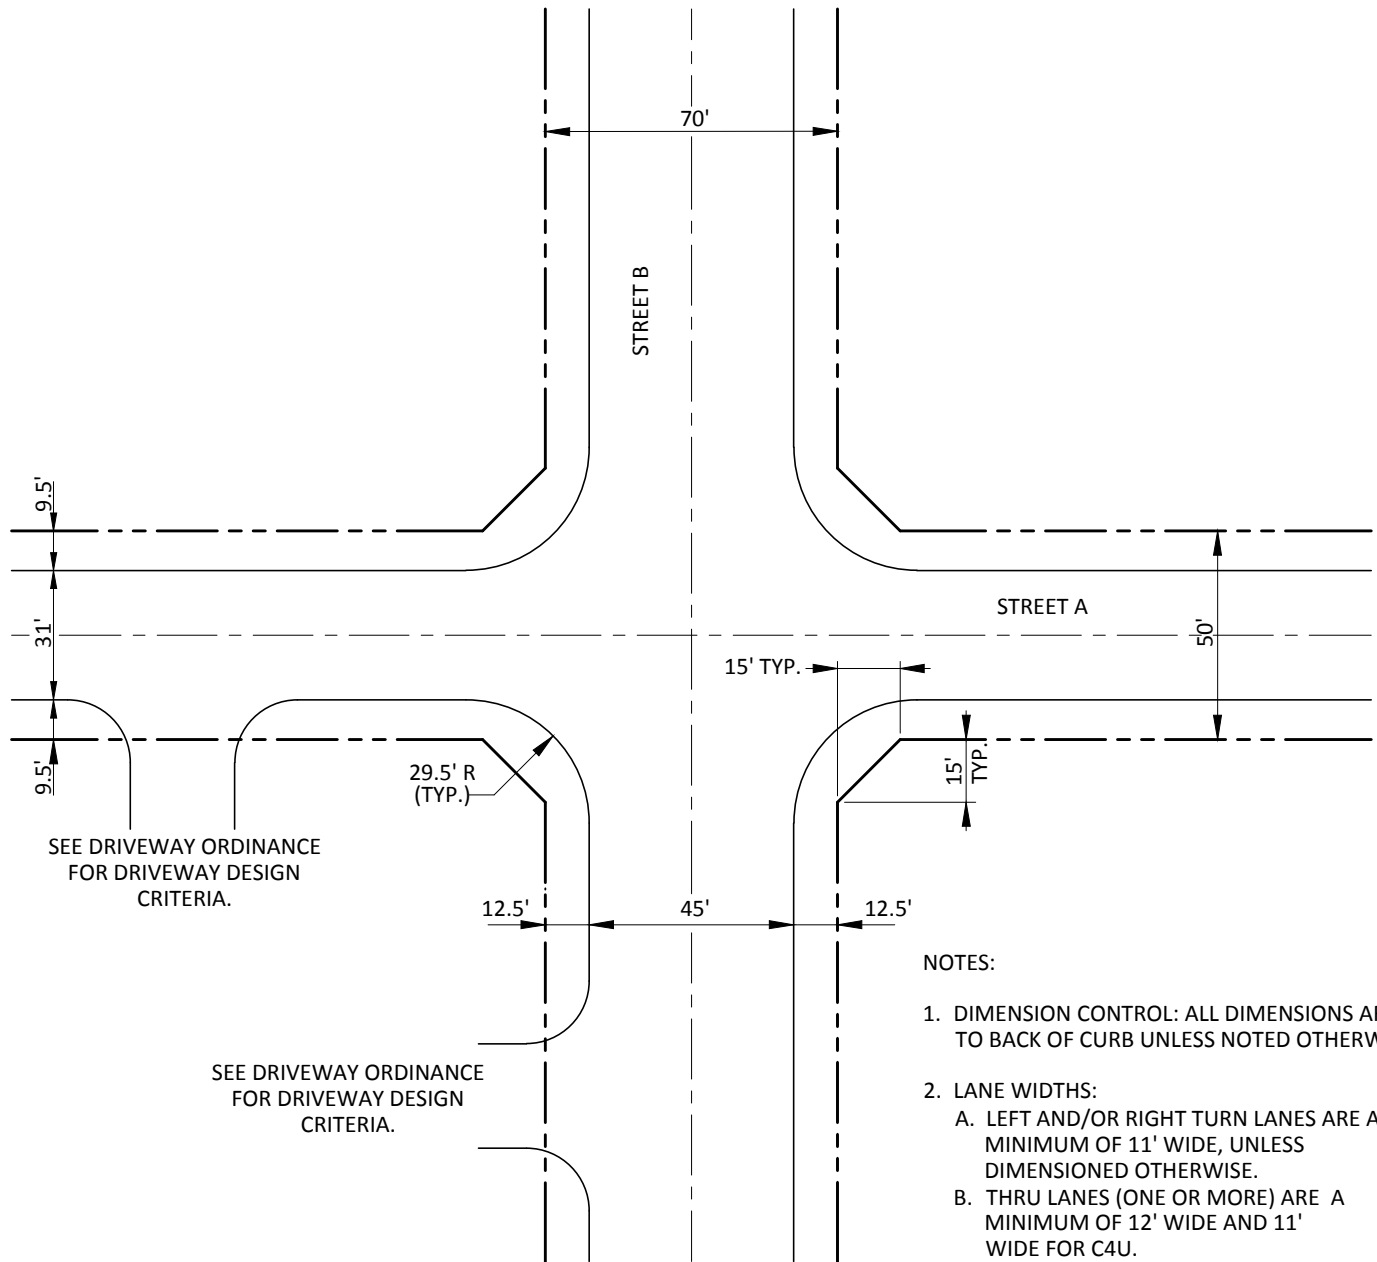 70'
STREET B
9.5'
STREET A
31'
50'
15' TYP.
15'
TYP.
9.5'
29.5' R
(TYP.)
SEE DRIVEWAY ORDINANCE
FOR DRIVEWAY DESIGN
CRITERIA.
12.5'
45'
12.5'
NOTES:
1. DIMENSION CONTROL: ALL DIMENSIONS
TO BACK OF CURB UNLESS NOTED
SEE DRIVEWAY ORDINANCE
FOR DRIVEWAY DESIGN
CRITERIA.
2. LANE WIDTHS:
A. LEFT AND/OR RIGHT TURN LANES ARE A
MINIMUM OF 11' WIDE, UNLESS
DIMENSIONED OTHERWISE.
B. THRU LANES (ONE OR MORE) ARE A
MINIMUM OF 12' WIDE AND 11'
WIDE FOR C4U.